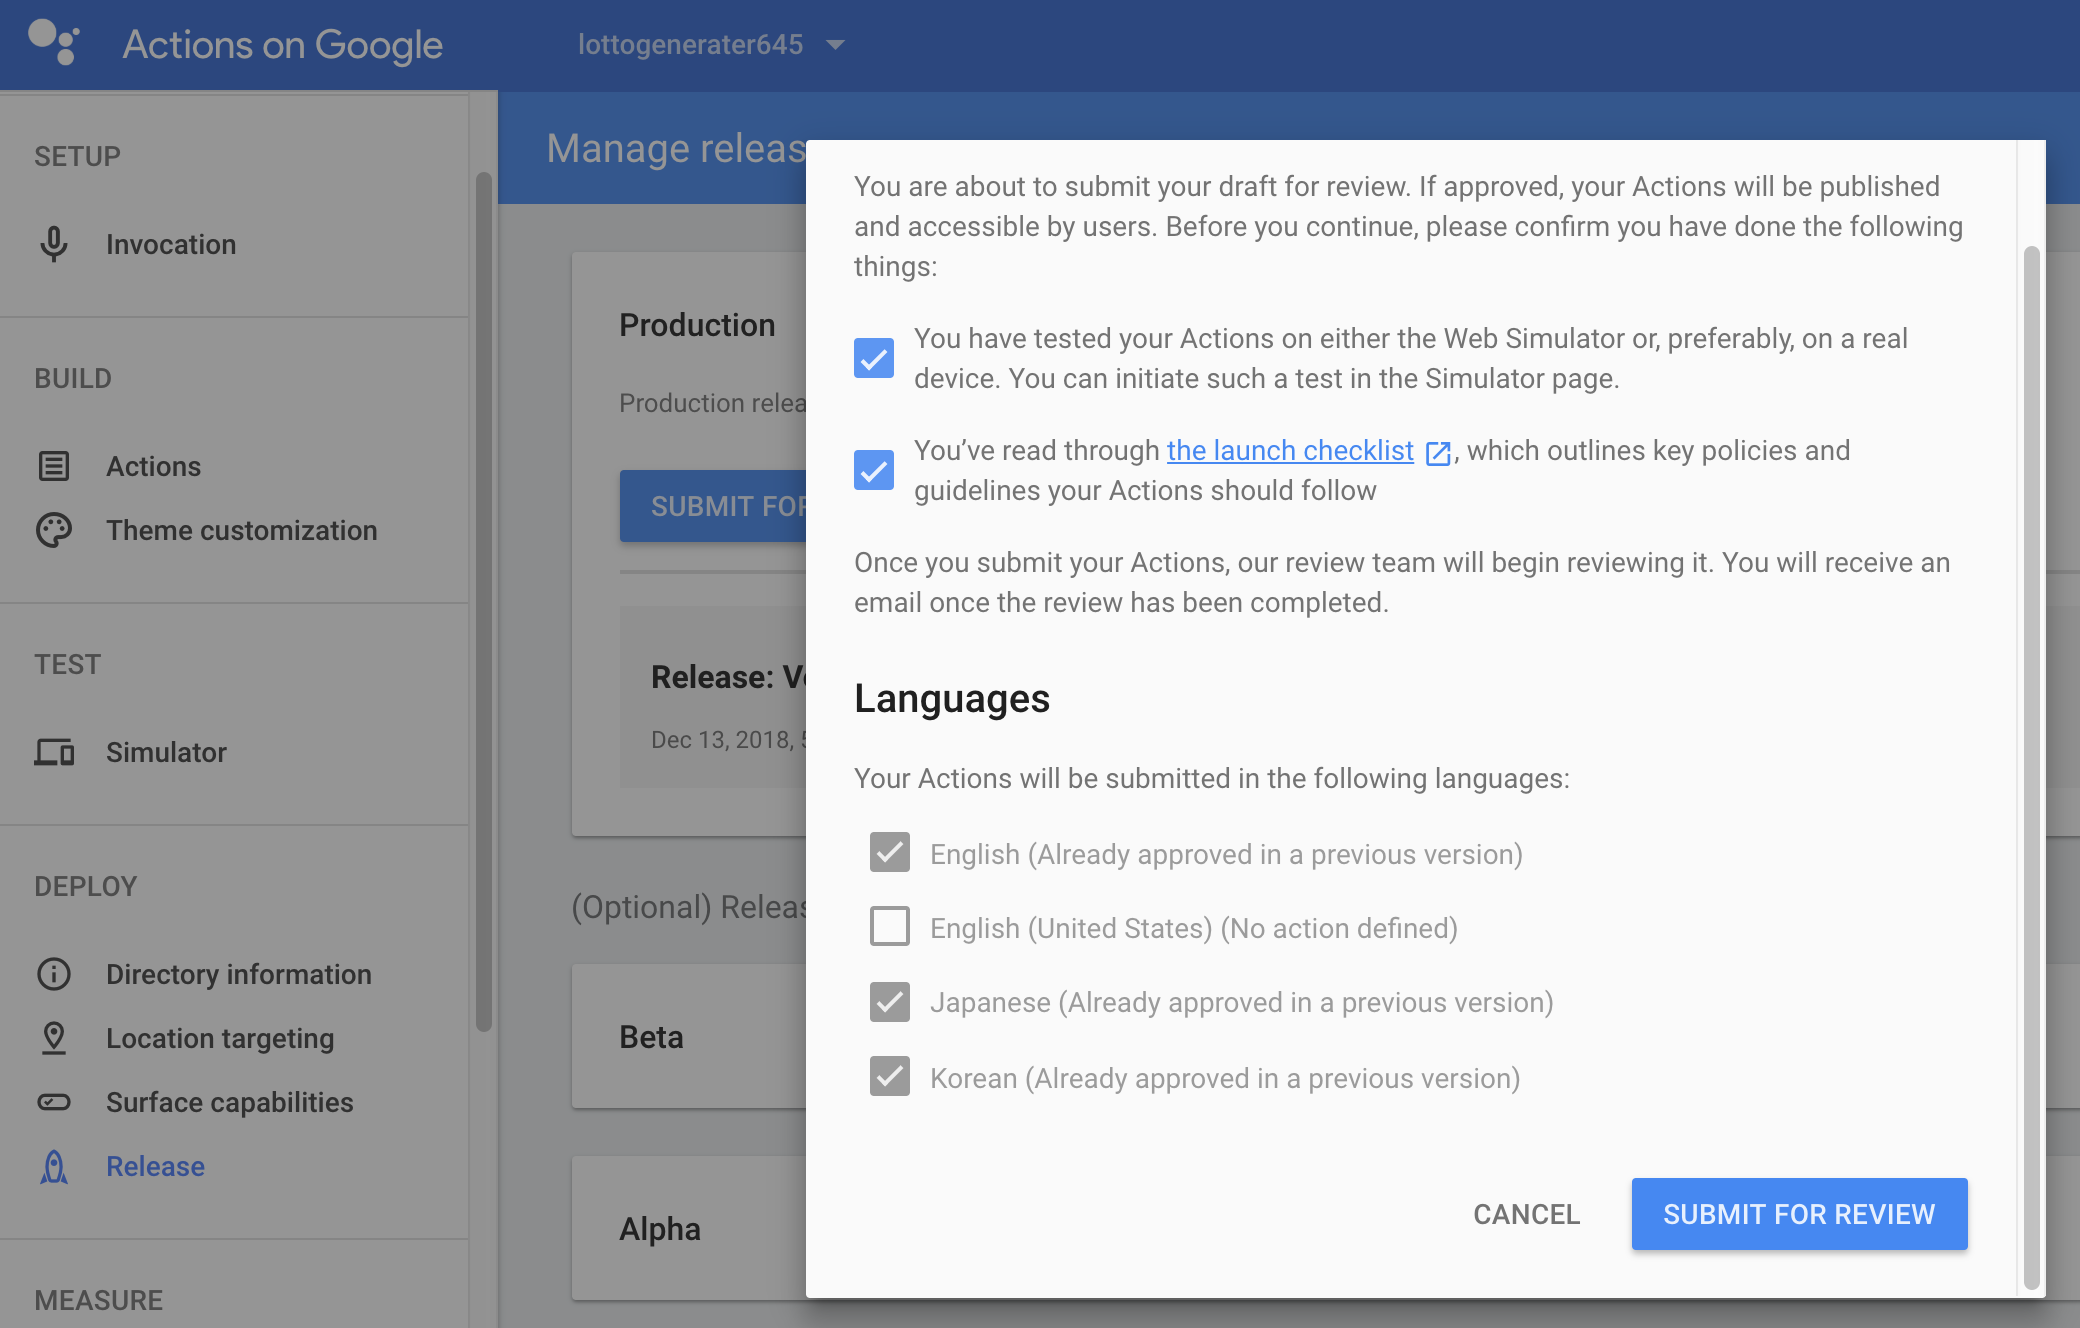 Actions on Google
lottogenerater645
SETUP
Invocation
BUILD
Actions
Theme customization
TEST
Simulator
DEPLOY
Directory information
Location targeting
Surface capabilities
Release
MEASURE
Manage releas
Production
Production relea
SUBMIT FOR
Release: Ve
Dec 13, 2018, 5
(Optional) Releas
Beta
Alpha
You are about to submit your draft for review. If approved, your Actions will be published
and accessible by users. Before you continue, please confirm you have done the following
things:
You have tested your Actions on either the Web Simulator or, preferably, on a real
device. You can initiate such a test in the Simulator page.
You’ve read through the launch checklist , which outlines key policies and
guidelines your Actions should follow
Once you submit your Actions, our review team will begin reviewing it. You will receive an
email once the review has been completed.
Languages
Your Actions will be submitted in the following languages:
English (Already approved in a previous version)
English (United States) (No action defined)
Japanese (Already approved in a previous version)
Korean (Already approved in a previous version)
CANCEL
SUBMIT FOR REVIEW